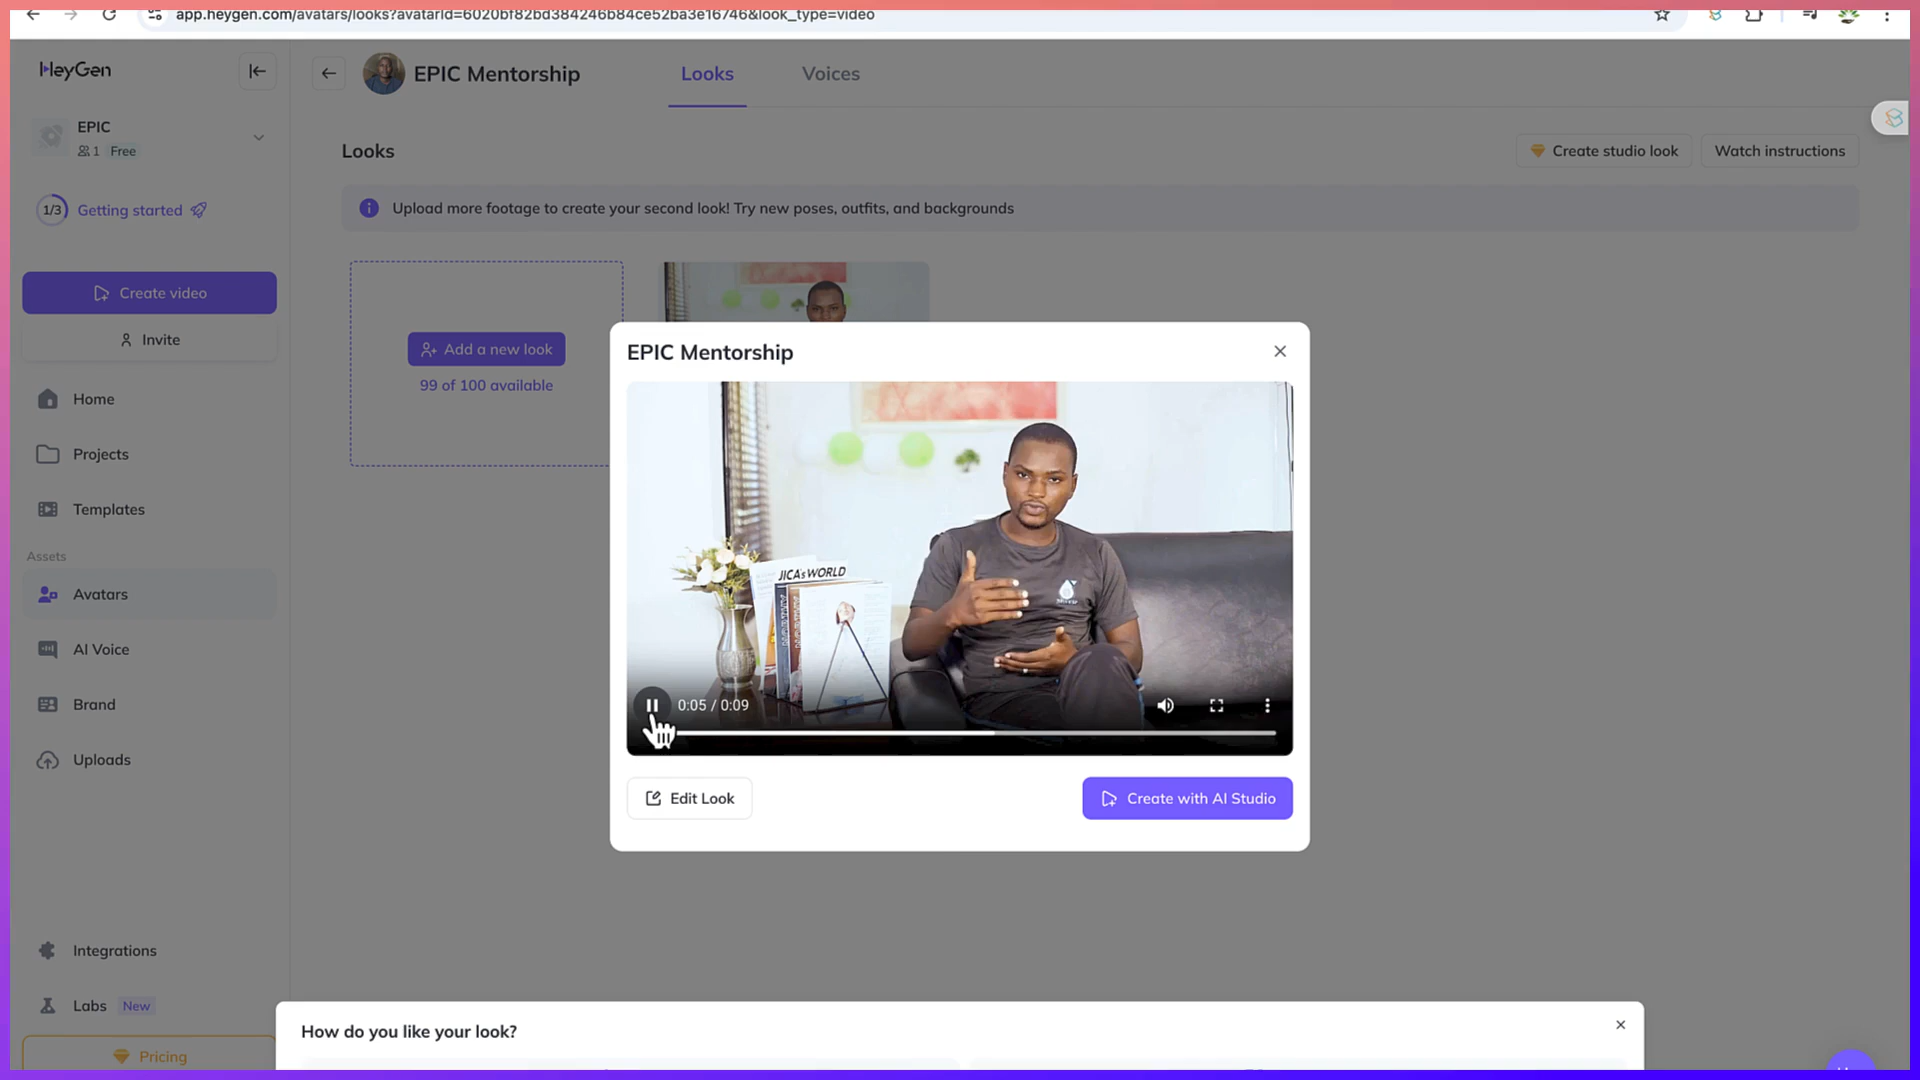 app.heygen.com/avatars/looks?avatarId=6020bf82bd384246b84ce52ba3e16746&look_type=video
HeyGen
EPIC Mentorship
Looks
Voices
EPIC
1 Free
Looks
Create studio look
Watch instructions
1/3 Getting started
Upload more footage to create your second look! Try new poses, outfits, and backgrounds
Create video
Invite
Add a new look
99 of 100 available
Home
Projects
Templates
Assets
Avatars
AI Voice
Brand
Uploads
Integrations
Labs New
Pricing
EPIC Mentorship
JICA's WORLD
0:05 / 0:09
Edit Look
Create with AI Studio
How do you like your look?